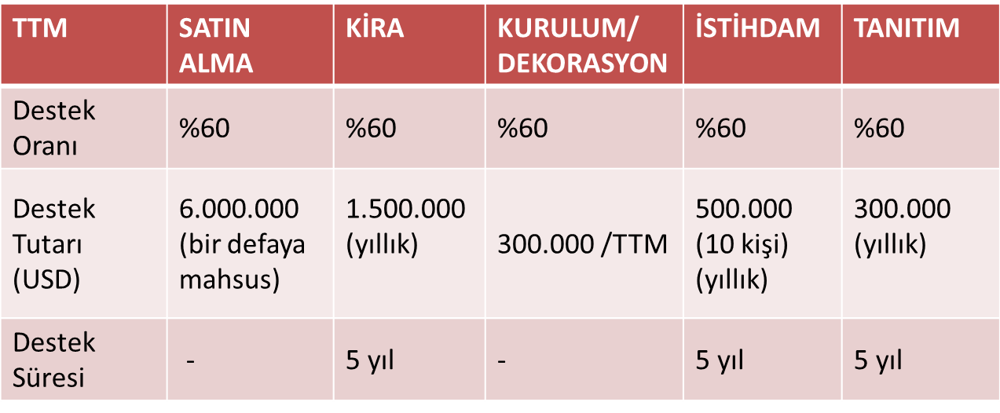 TTM
SATIN
ALMA
KİRA
KURULUM/
DEKORASYON
İSTİHDAM
TANITIM
Destek
Oranı
%60
%60
%60
%60
%60
Destek
Tutarı
(USD)
6.000.000
(bir defaya
mahsus)
1.500.000
(yıllık)
300.000 /TTM
500.000
(10 kişi)
(yıllık)
300.000
(yıllık)
Destek
Süresi
-
5 yıl
-
5 yıl
5 yıl